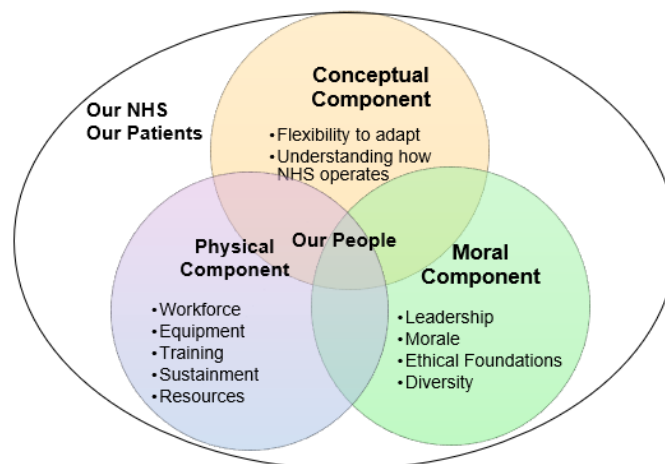 Conceptual
Component
Our NHS
Our Patients
•Flexibility to adapt
•Understanding how
NHS operates
Our People
Physical
Component
•Workforce
•Equipment
•Training
•Sustainment
•Resources
Moral
Component
•Leadership
•Morale
•Ethical Foundations
•Diversity